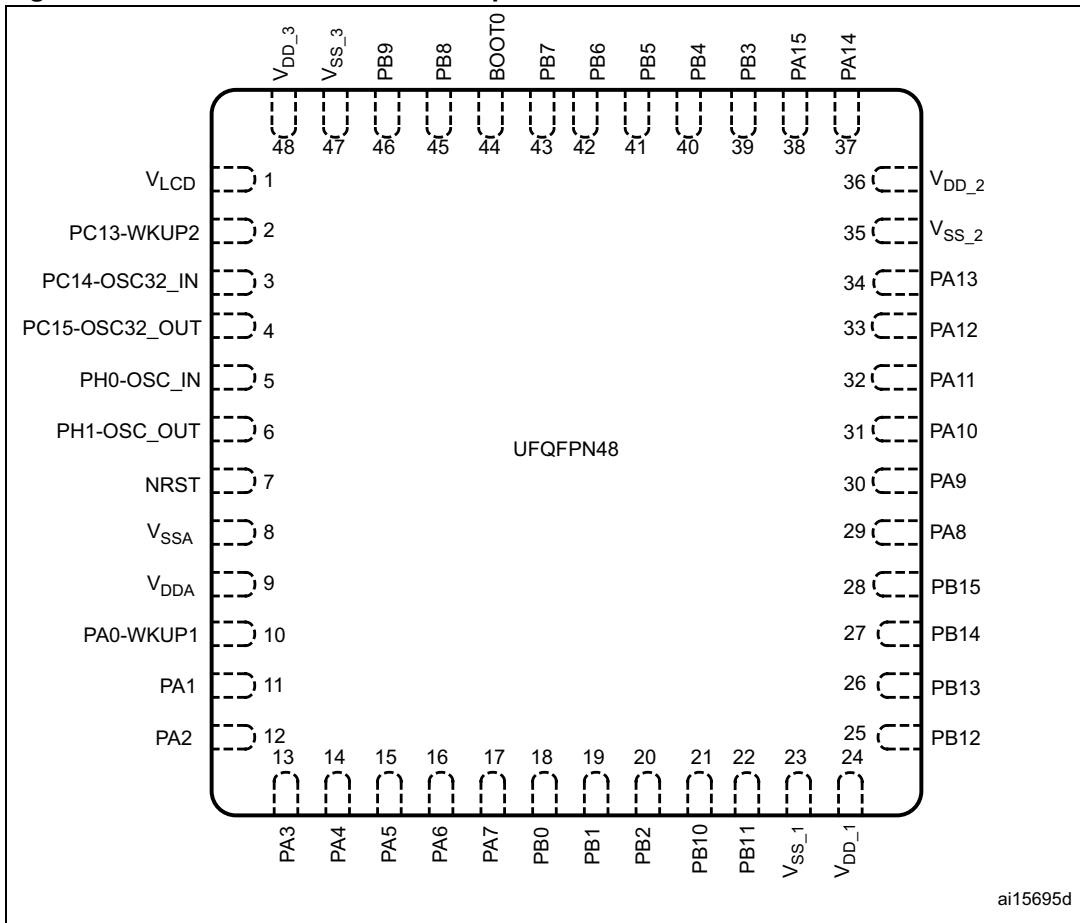 VDD_3
VSS_3
PB9
PB8
BOOT0
PB7
PB6
PB5
PB4
PB3
PA15
PA14
48 47 46 45 44 43 42 41 40 39 38 37
VLCD 1
PC13-WKUP2 2
PC14-OSC32_IN 3
PC15-OSC32_OUT 4
PH0-OSC_IN 5
PH1-OSC_OUT 6
NRST 7
VSSA 8
VDDA 9
PA0-WKUP1 10
PA1 11
PA2 12
UFQFPN48
36 VDD_2
35 VSS_2
34 PA13
33 PA12
32 PA11
31 PA10
30 PA9
29 PA8
28 PB15
27 PB14
26 PB13
25 PB12
13 14 15 16 17 18 19 20 21 22 23 24
PA3
PA4
PA5
PA6
PA7
PB0
PB1
PB2
PB10
PB11
VSS_1
VDD_1
ai15695d